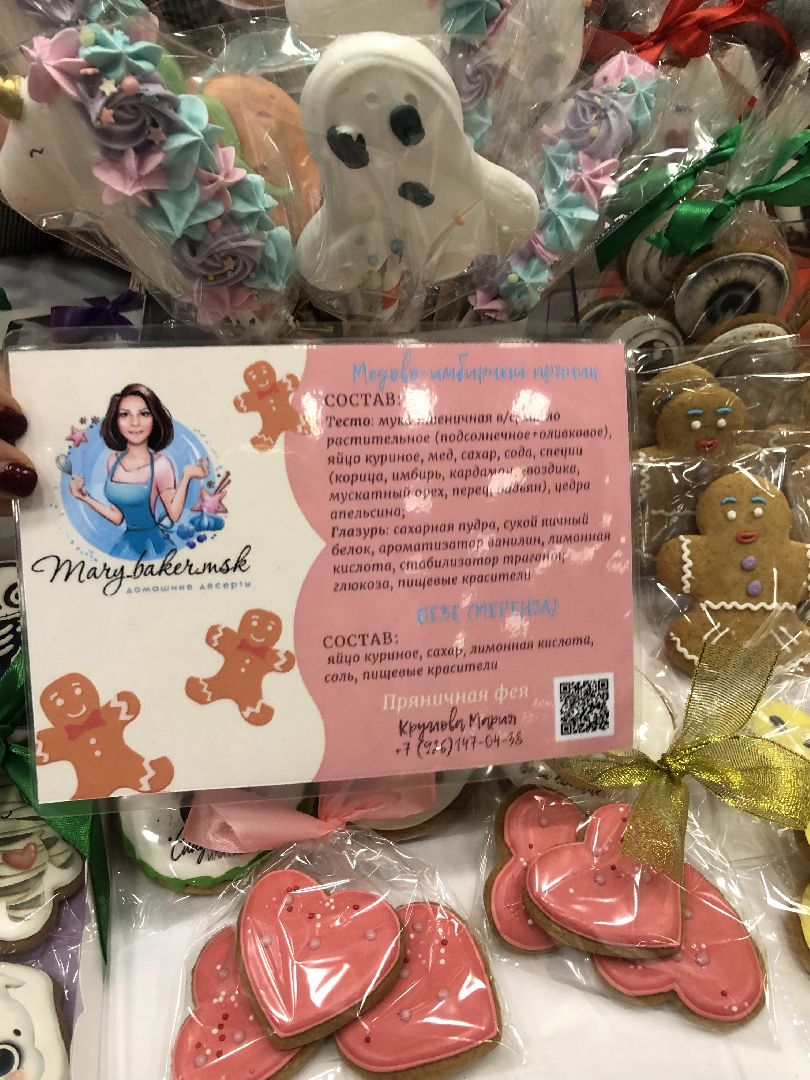 Mary.baker.msk
домашние десерты
Медово-имбирный пряник
СОСТАВ:
Тесто: мука пшеничная в/с, масло
растительное (подсолнечное+оливковое),
яйцо куриное, мед, сахар, сода, специи
(корица, имбирь, кардамон, гвоздика,
мускатный орех, перец, бадьян), цедра
апельсина;
Глазурь: сахарная пудра, сухой яичный
белок, ароматизатор ванилин, лимонная
кислота, стабилизатор трагант,
глюкоза, пищевые красители
БЕЗЕ (МЕРЕНГА)
СОСТАВ:
яйцо куриное, сахар, лимонная кислота,
соль, пищевые красители
Пряничная фея
Крумова Мария
+7 (926)147-04-38